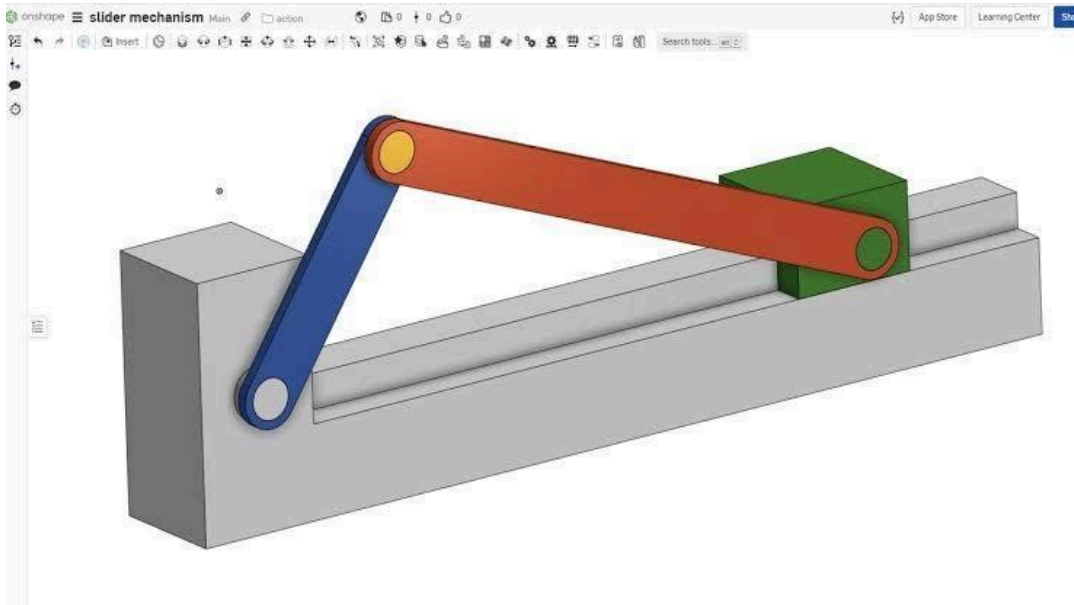 onshape slider mechanism Main action 0 0 0 App Store Learning Center
Insert Search tools...